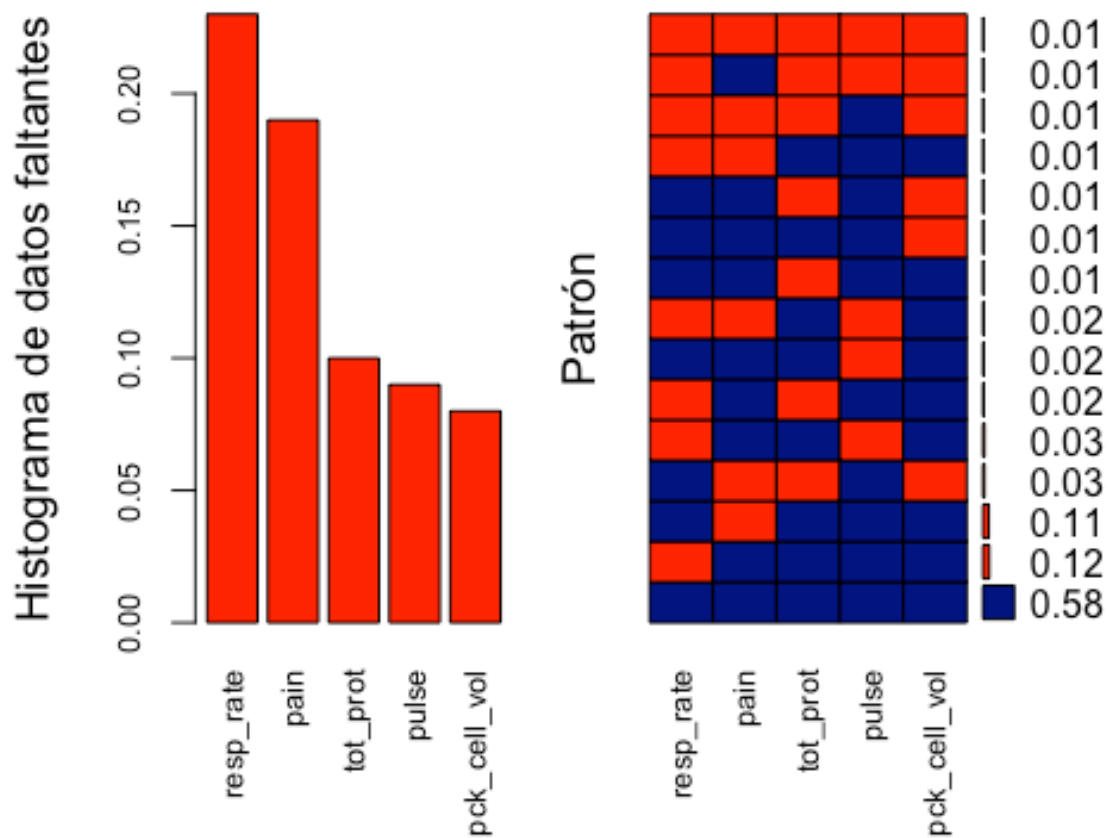 Histograma de datos faltantes
0.20
0.15
0.10
0.05
0.00
resp_rate
pain
tot_prot
pulse
pck_cell_vol
Patrón
0.01
0.01
0.01
0.01
0.01
0.01
0.01
0.02
0.02
0.02
0.03
0.03
0.11
0.12
0.58
resp_rate
pain
tot_prot
pulse
pck_cell_vol